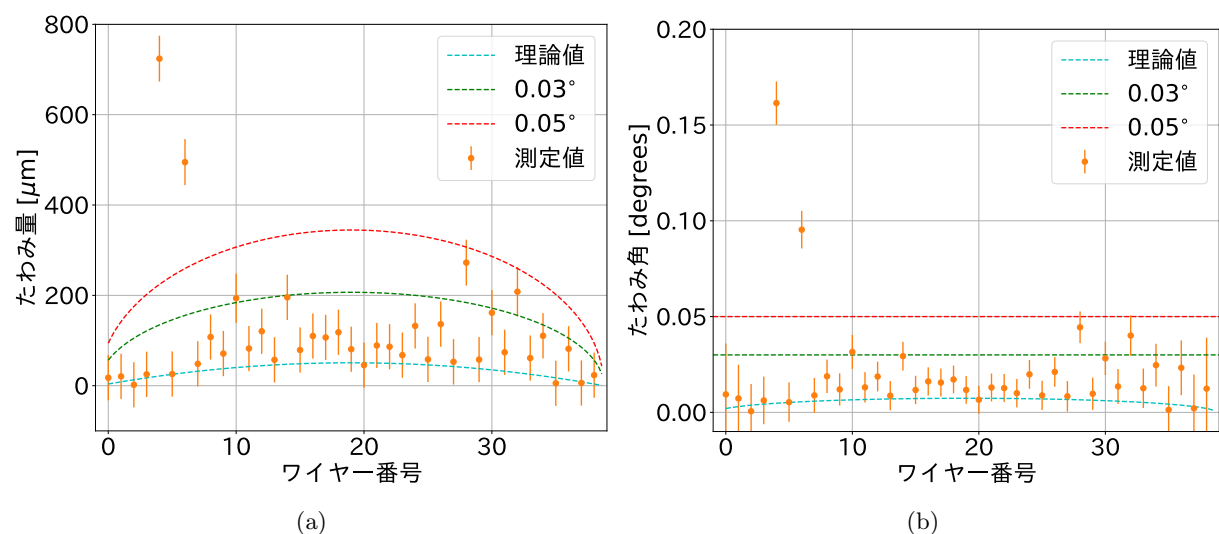 800
600
400
200
0
たわみ量 [μm]
理論値
0.03°
0.05°
測定値
0 10 20 30
ワイヤー番号
(a)
0.20
0.15
0.10
0.05
0.00
たわみ角 [degrees]
理論値
0.03°
0.05°
測定値
0 10 20 30
ワイヤー番号
(b)